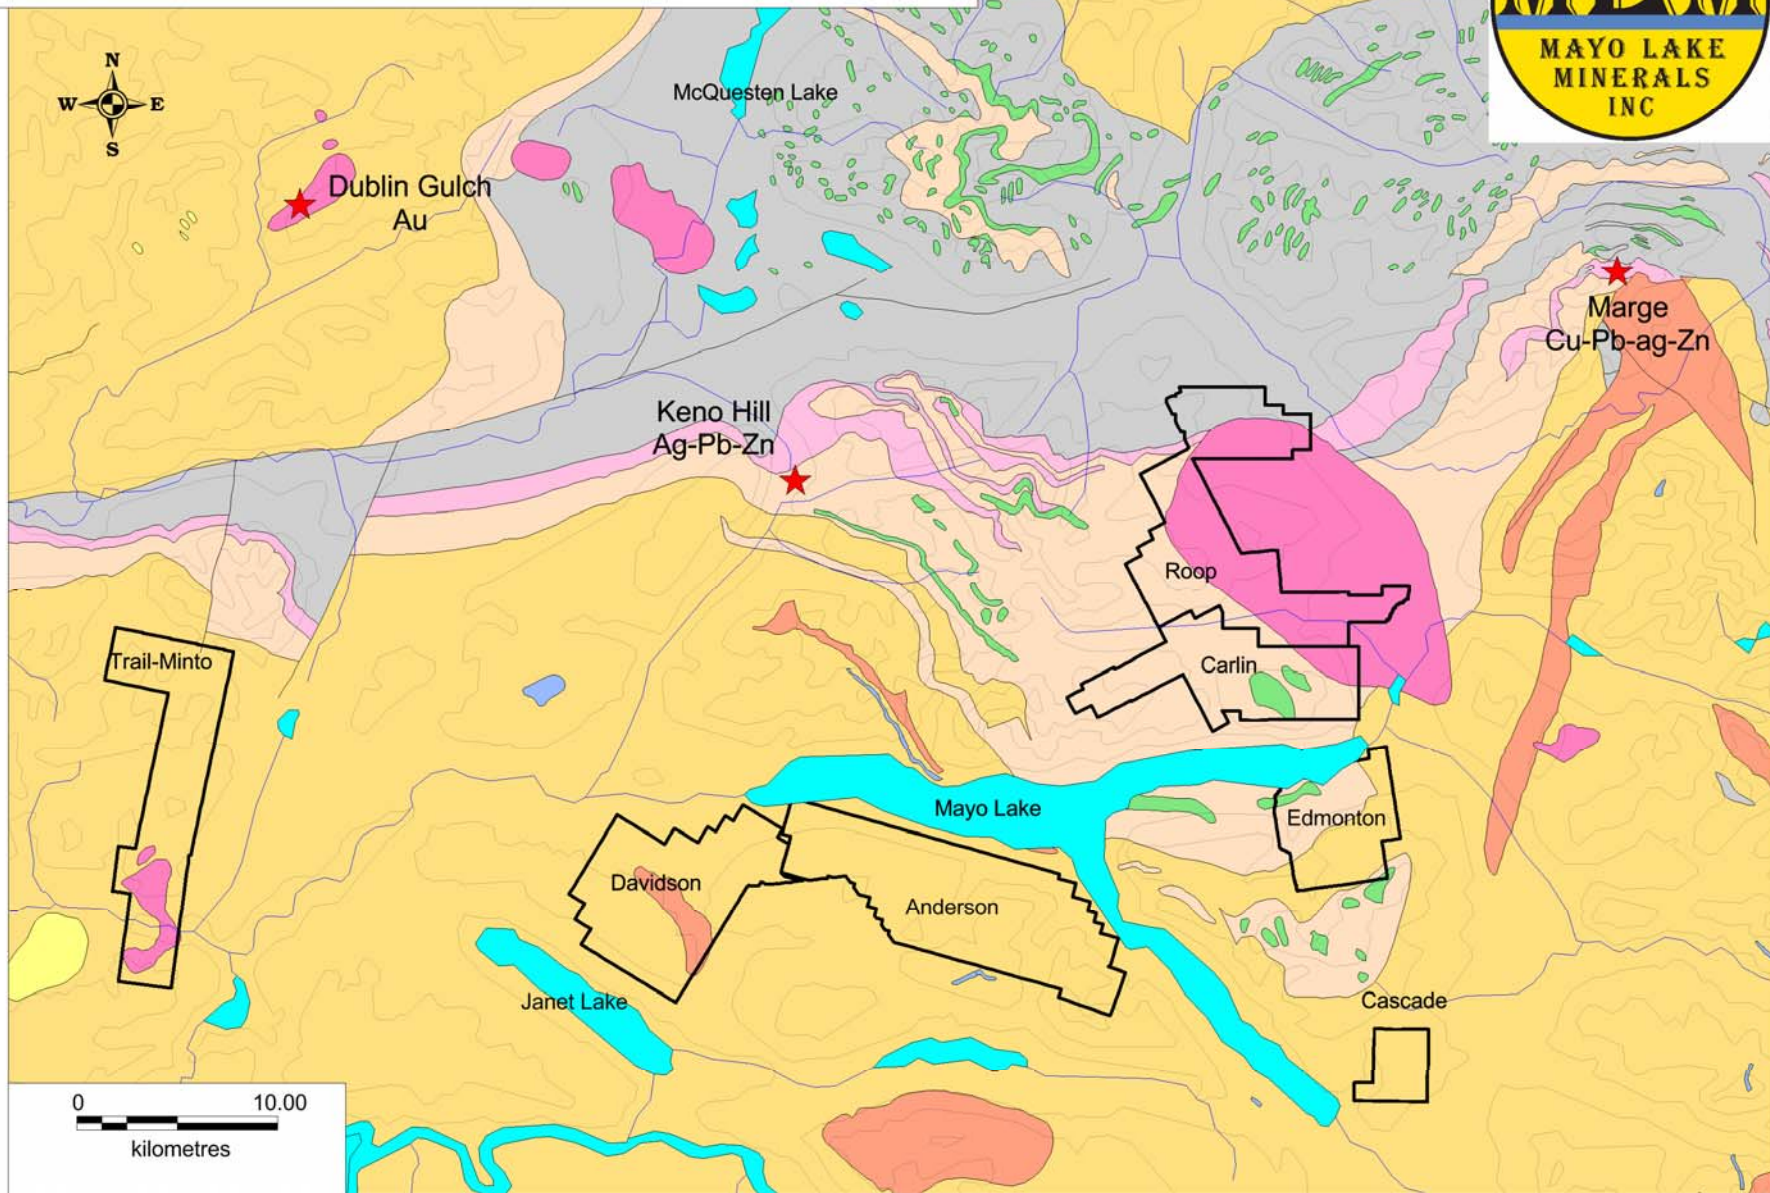 MAYO LAKE
MINERALS
INC
N
W E
S
McQuesten Lake
Dublin Gulch
Au
Marge
Cu-Pb-ag-Zn
Keno Hill
Ag-Pb-Zn
Roop
Trail-Minto
Carlin
Mayo Lake
Edmonton
Davidson
Anderson
Janet Lake
Cascade
0 10.00
kilometres